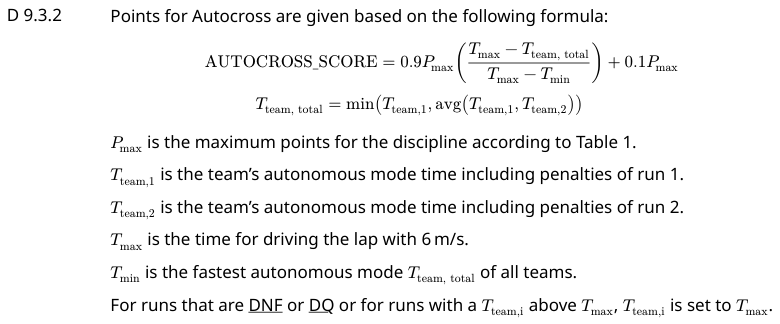 D 9.3.2 Points for Autocross are given based on the following formula:
AUTOCROSS_SCORE = 0.9P_max ( (T_max − T_team, total) / (T_max − T_min) ) + 0.1P_max
T_team, total = min(T_team,1, avg(T_team,1, T_team,2))
P_max is the maximum points for the discipline according to Table 1.
T_team,1 is the team's autonomous mode time including penalties of run 1.
T_team,2 is the team's autonomous mode time including penalties of run 2.
T_max is the time for driving the lap with 6 m/s.
T_min is the fastest autonomous mode T_team, total of all teams.
For runs that are DNF or DQ or for runs with a T_team,i above T_max, T_team,i is set to T_max.